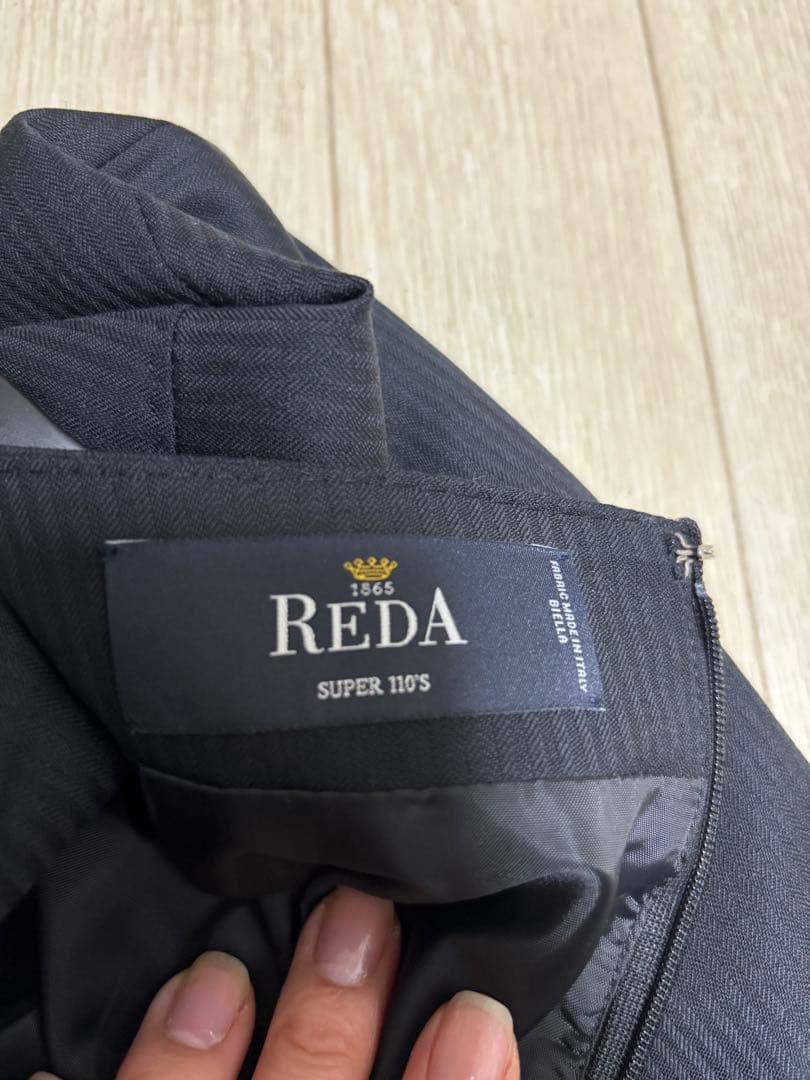 1865
REDA
SUPER 110'S
FABRIC MADE IN ITALY
BIELLA